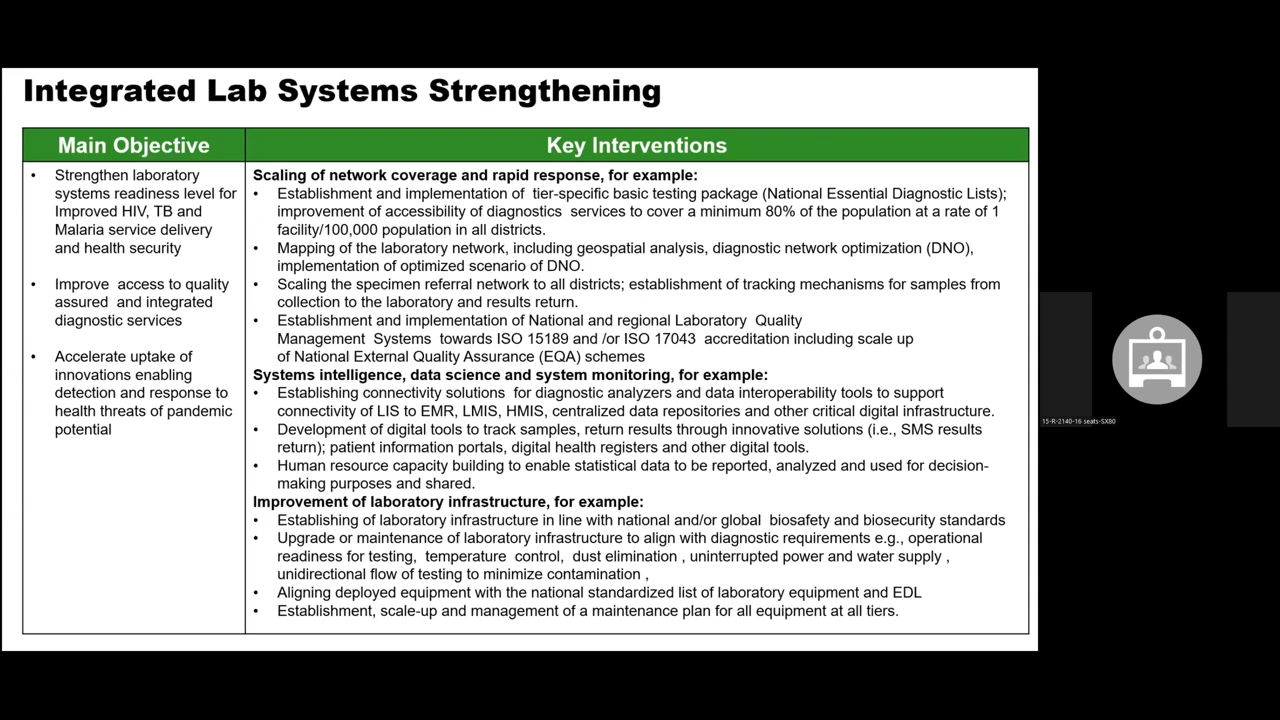 Integrated Lab Systems Strengthening
Main Objective
Key Interventions
• Strengthen laboratory
systems readiness level for
Improved HIV, TB and
Malaria service delivery
and health security
• Improve access to quality
assured and integrated
diagnostic services
• Accelerate uptake of
innovations enabling
detection and response to
health threats of pandemic
potential
Scaling of network coverage and rapid response, for example:
• Establishment and implementation of tier-specific basic testing package (National Essential Diagnostic Lists);
improvement of accessibility of diagnostics services to cover a minimum 80% of the population at a rate of 1
facility/100,000 population in all districts.
• Mapping of the laboratory network, including geospatial analysis, diagnostic network optimization (DNO),
implementation of optimized scenario of DNO.
• Scaling the specimen referral network to all districts; establishment of tracking mechanisms for samples from
collection to the laboratory and results return.
• Establishment and implementation of National and regional Laboratory Quality
Management Systems towards ISO 15189 and /or ISO 17043 accreditation including scale up
of National External Quality Assurance (EQA) schemes
Systems intelligence, data science and system monitoring, for example:
• Establishing connectivity solutions for diagnostic analyzers and data interoperability tools to support
connectivity of LIS to EMR, LMIS, HMIS, centralized data repositories and other critical digital infrastructure.
• Development of digital tools to track samples, return results through innovative solutions (i.e., SMS results
return); patient information portals, digital health registers and other digital tools.
• Human resource capacity building to enable statistical data to be reported, analyzed and used for decision-
making purposes and shared.
Improvement of laboratory infrastructure, for example:
• Establishing of laboratory infrastructure in line with national and/or global biosafety and biosecurity standards
• Upgrade or maintenance of laboratory infrastructure to align with diagnostic requirements e.g., operational
readiness for testing, temperature control, dust elimination , uninterrupted power and water supply ,
unidirectional flow of testing to minimize contamination ,
• Aligning deployed equipment with the national standardized list of laboratory equipment and EDL
• Establishment, scale-up and management of a maintenance plan for all equipment at all tiers.
15-R-2140-16 seats-SX80